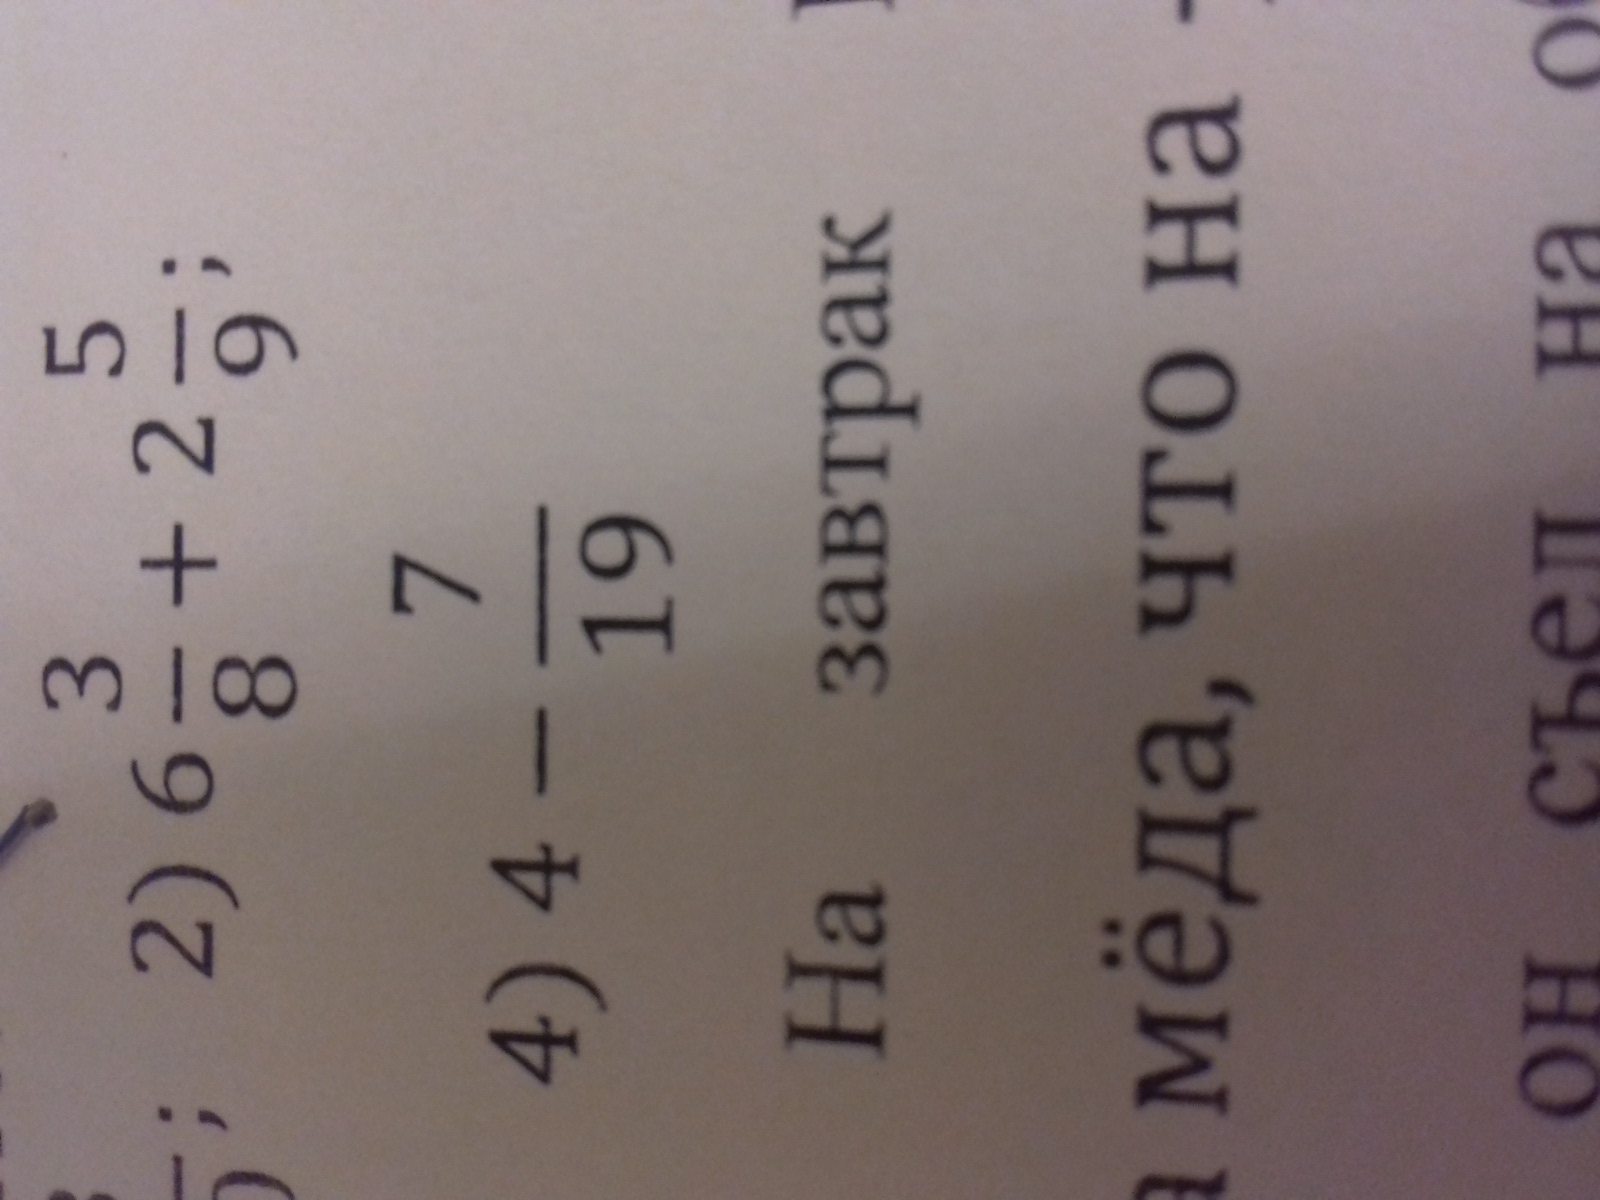 2) 6 3/8 + 2 5/9;
4) 4 − 7/19
На завтрак
мёда, что на
он съел на